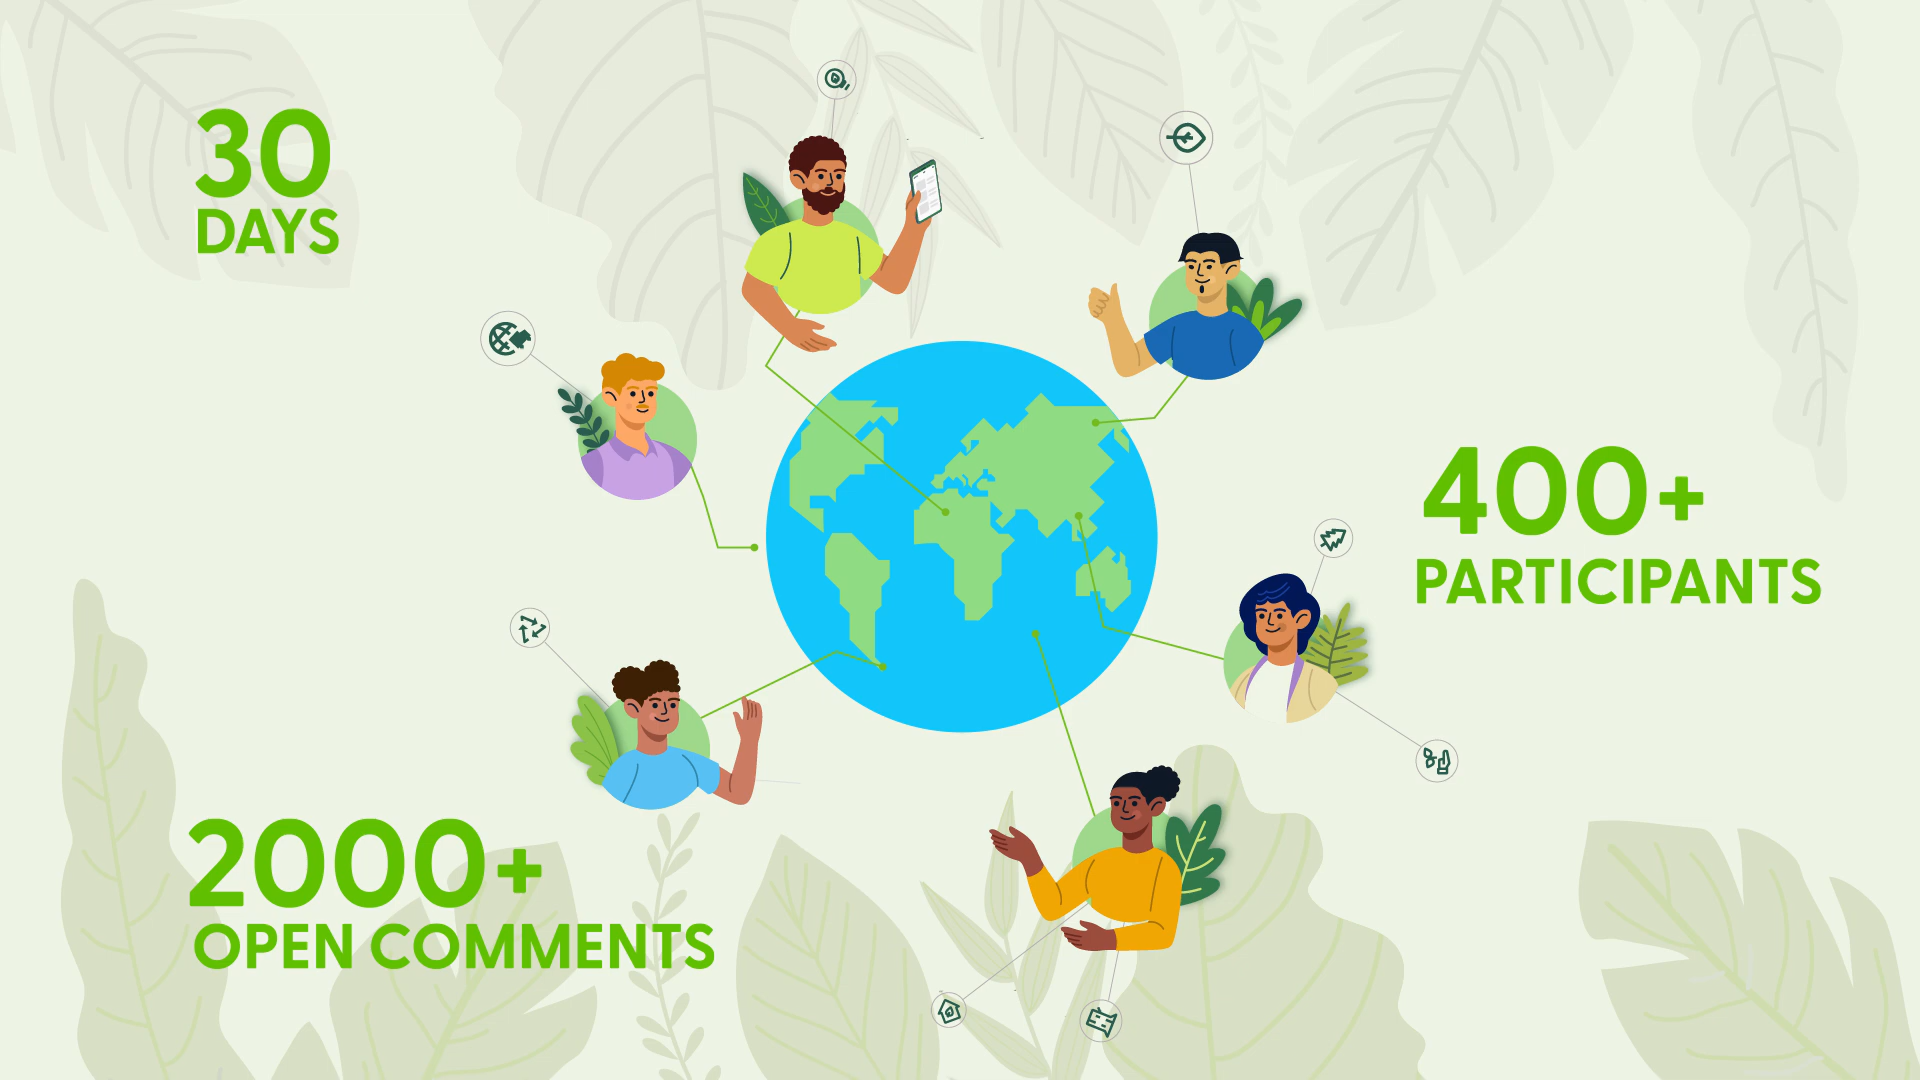 30
DAYS
400+
PARTICIPANTS
2000+
OPEN COMMENTS